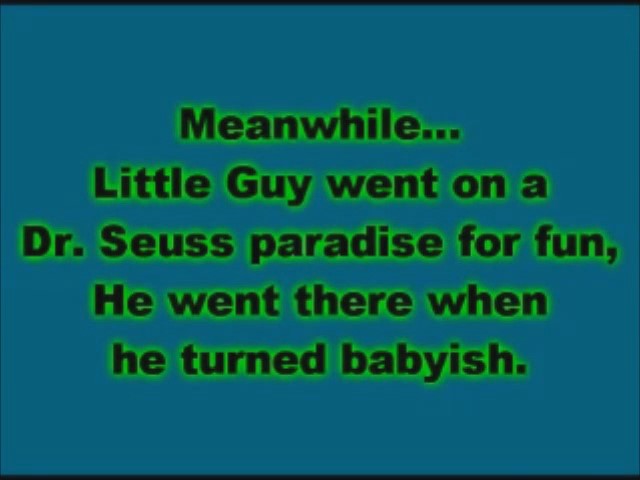 Meanwhile...
Little Guy went on a
Dr. Seuss paradise for fun,
He went there when
he turned babyish.